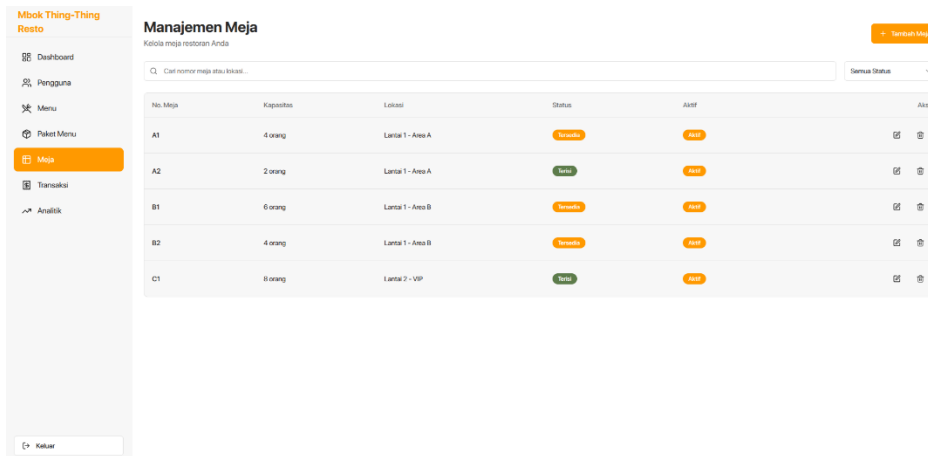 Mbok Thing-Thing
Resto
Dashboard
Pengguna
Menu
Paket Menu
Meja
Transaksi
Analitik
Keluar
Manajemen Meja
Kelola meja restoran Anda
+ Tambah Meja
Cari nomor meja atau lokasi...
Semua Status
No. Meja Kapasitas Lokasi Status Aktif Aks
A1 4 orang Lantai 1 - Area A Tersedia Aktif
A2 2 orang Lantai 1 - Area A Terisi Aktif
B1 6 orang Lantai 1 - Area B Tersedia Aktif
B2 4 orang Lantai 1 - Area B Tersedia Aktif
C1 8 orang Lantai 2 - VIP Terisi Aktif